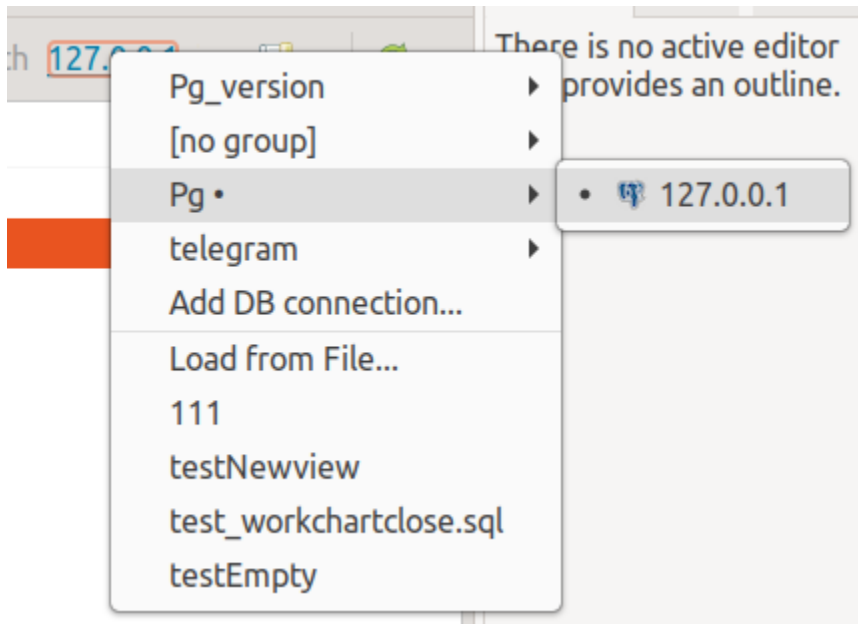 127.0.0.1
There is no active editor
provides an outline.
Pg_version
[no group]
Pg •
• 127.0.0.1
telegram
Add DB connection...
Load from File...
111
testNewview
test_workchartclose.sql
testEmpty